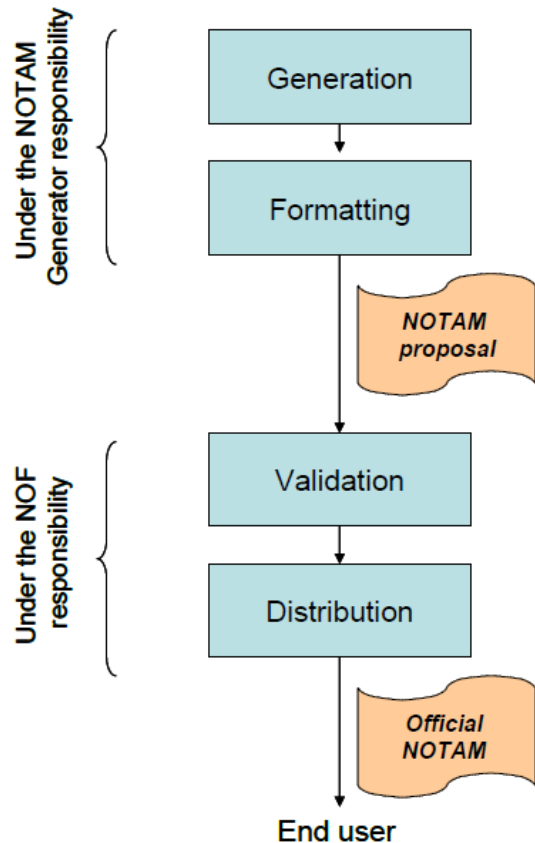 Under the NOTAM
Generator responsibility
Generation
Formatting
NOTAM
proposal
Under the NOF
responsibility
Validation
Distribution
Official
NOTAM
End user